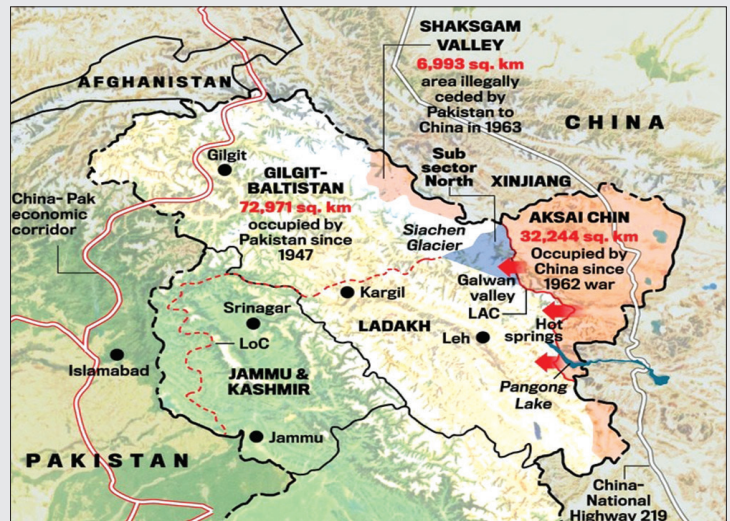 SHAKSGAM
VALLEY
6,993 sq. km
area illegally
ceded by
Pakistan to
China in 1963
AFGHANISTAN
CHINA
Gilgit
GILGIT-
BALTISTAN
72,971 sq. km
occupied by
Pakistan since
1947
Sub
sector
North
XINJIANG
China- Pak
economic
corridor
Siachen
Glacier
AKSAI CHIN
32,244 sq. km
Occupied by
China since
1962 war
Galwan
valley
LAC
Kargil
Srinagar
LoC
LADAKH
Leh
Hot
springs
Islamabad
JAMMU &
KASHMIR
Pangong
Lake
Jammu
PAKISTAN
China-
National
Highway 219